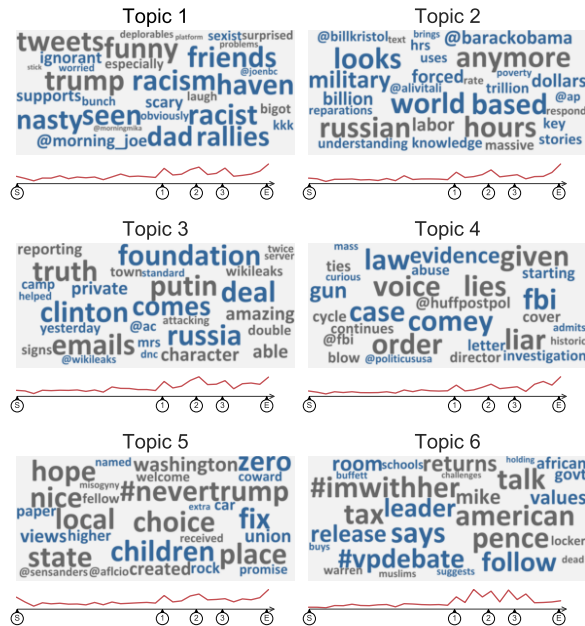 Topic 1
deplorables platform sexist surprised
tweets funny problems
ignorant friends
stick worried especially @joenbc
trump racism haven
supports bunch scary laugh bigot
nasty seen obviously racist kkk
@morningmika
@morning_joe dad rallies
S 1 2 3 E
Topic 2
@billkristol text brings hrs @barackobama
looks uses anymore
military forced rate poverty dollars
@alivitali trillion
billion world based @ap
reparations respond
russian labor hours key
understanding knowledge massive stories
S 1 2 3 E
Topic 3
reporting foundation twice
server
truth town standard wikileaks
camp private putin deal
helped
clinton comes amazing
yesterday @ac attacking double
signs emails mrs russia
@wikileaks dnc character able
S 1 2 3 E
Topic 4
mass law evidence given
ties abuse
curious starting
gun voice lies
@huffpostpol fbi
cycle case comey cover
continues admits
@fbi order letter liar historic
blow @politicususa director investigation
S 1 2 3 E
Topic 5
named washington zero
hope welcome coward
misogyny
nice fellow #nevertrump
paper local extra car
choice fix
views higher received union
state children place
@sensanders @aflcio created rock promise
S 1 2 3 E
Topic 6
room schools returns holding african
buffett challenges govt
#imwithher talk
tax leader mike values
american
release says pence locker
buys
#vpdebate follow dead
warren muslims suggests
S 1 2 3 E